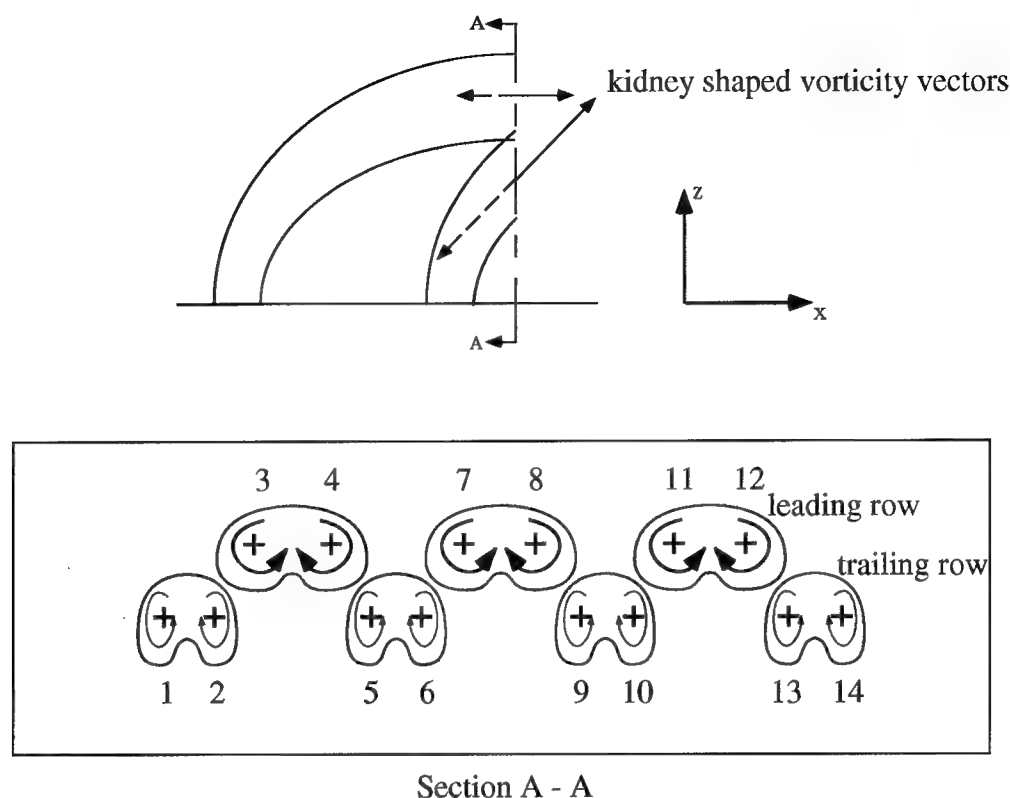 A
kidney shaped vorticity vectors
z
x
A
3 4 7 8 11 12
leading row
trailing row
1 2 5 6 9 10 13 14
Section A - A